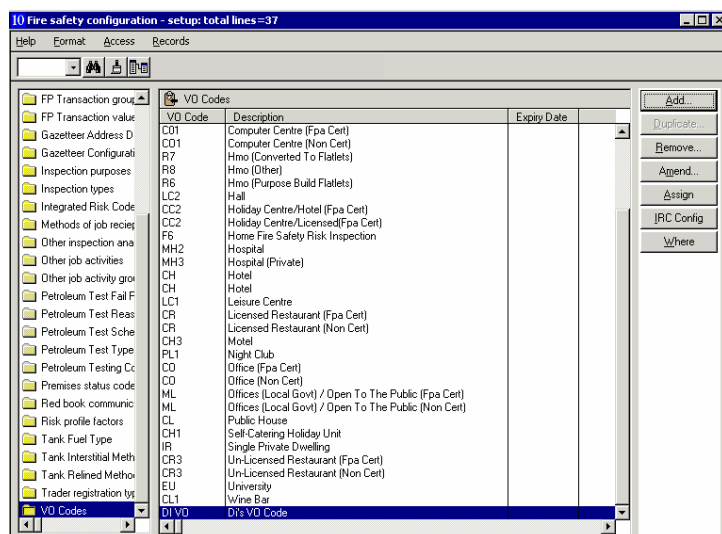 10 Fire safety configuration - setup: total lines=37
Help Format Access Records
FP Transaction group
FP Transaction value
Gazetteer Address D
Gazetteer Configurati
Inspection purposes
Inspection types
Integrated Risk Code
Methods of job reciep
Other inspection ana
Other job activities
Other job activity grou
Petroleum Test Fail F
Petroleum Test Reas
Petroleum Test Sche
Petroleum Test Type
Petroleum Testing Co
Premises status code
Red book communic
Risk profile factors
Tank Fuel Type
Tank Interstitial Meth
Tank Relined Metho
Trader registration typ
VO Codes
VO Codes
VO Code Description Expiry Date
CO1 Computer Centre (Fpa Cert)
CO1 Computer Centre (Non Cert)
R7 Hmo (Converted To Flatlets)
R8 Hmo (Other)
R6 Hmo (Purpose Build Flatlets)
LC2 Hall
CC2 Holiday Centre/Hotel (Fpa Cert)
CC2 Holiday Centre/Licensed(Fpa Cert)
F6 Home Fire Safety Risk Inspection
MH2 Hospital
MH3 Hospital (Private)
CH Hotel
CH Hotel
LC1 Leisure Centre
CR Licensed Restaurant (Fpa Cert)
CR Licensed Restaurant (Non Cert)
CH3 Motel
PL1 Night Club
CO Office (Fpa Cert)
CO Office (Non Cert)
ML Offices (Local Govt) / Open To The Public (Fpa Cert)
ML Offices (Local Govt) / Open To The Public (Non Cert)
CL Public House
CH1 Self-Catering Holiday Unit
IR Single Private Dwelling
CR3 Un-Licensed Restaurant (Fpa Cert)
CR3 Un-Licensed Restaurant (Non Cert)
EU University
CL1 Wine Bar
DI VO Di's VO Code
Add...
Duplicate...
Remove...
Amend...
Assign
IRC Config
Where